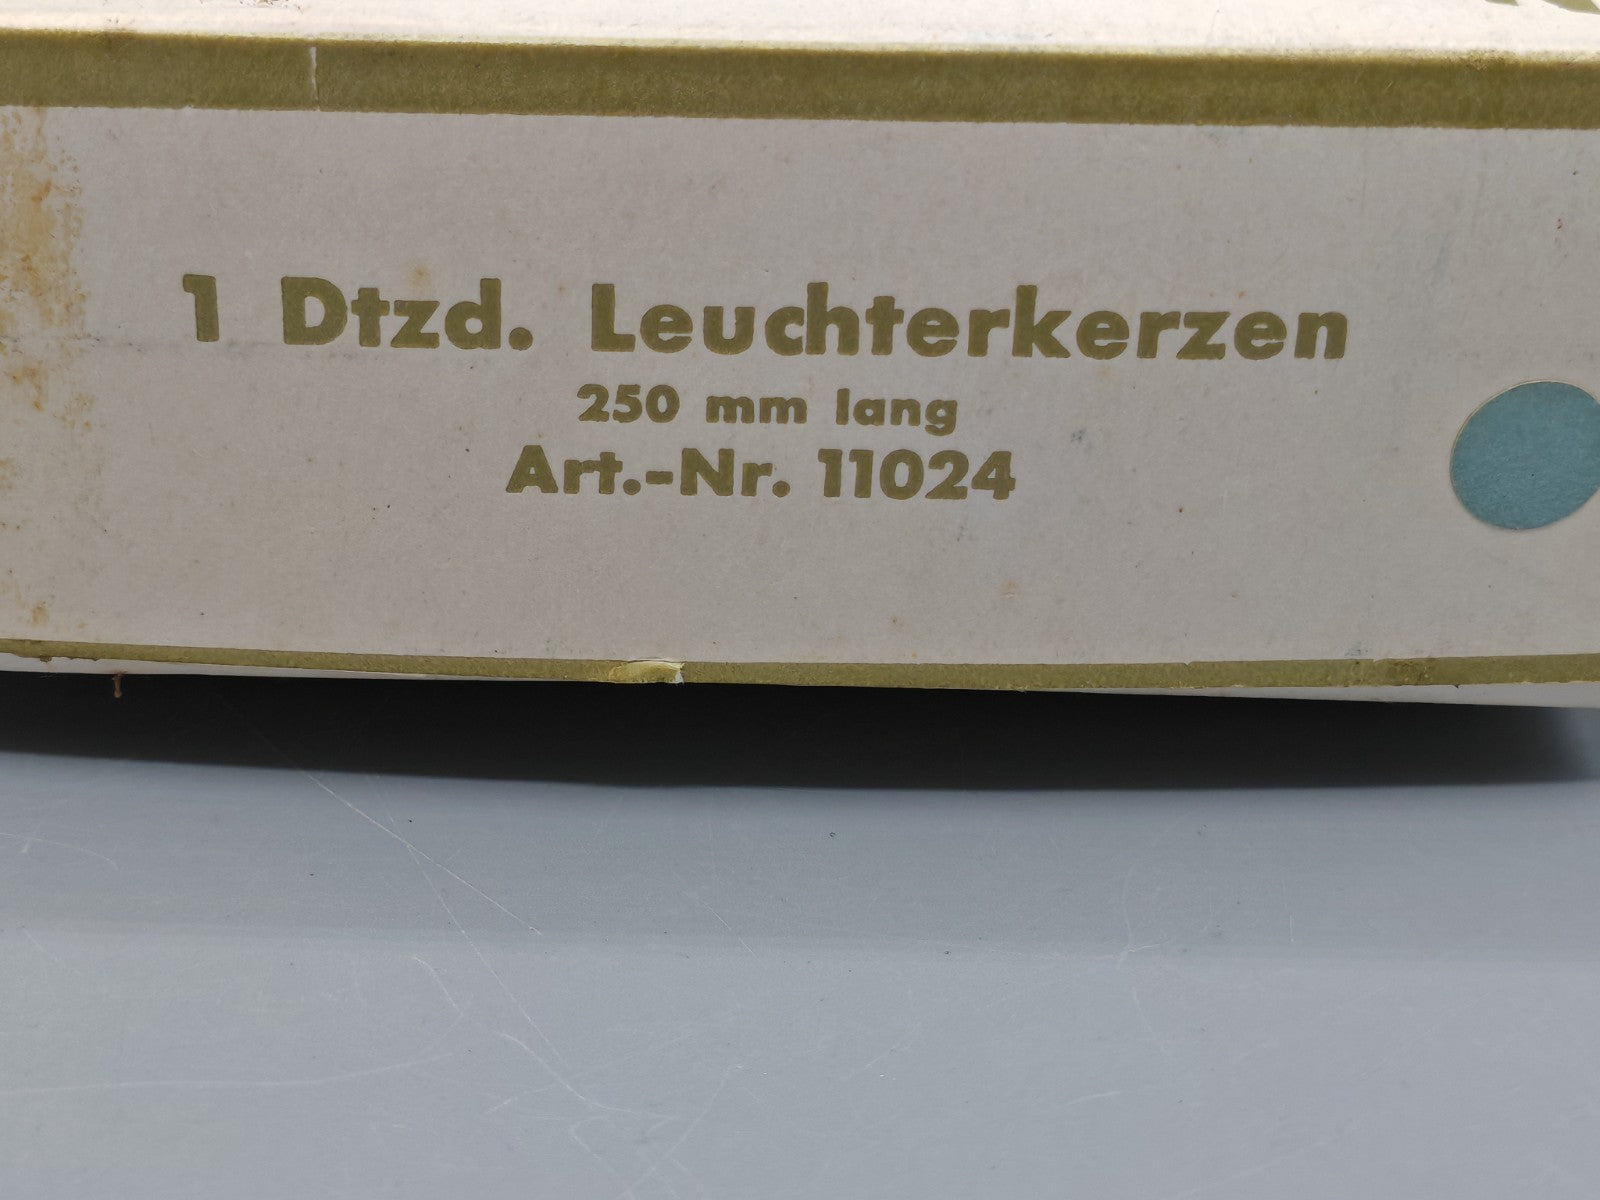 1 Dtzd. Leuchterkerzen
250 mm lang
Art.-Nr. 11024